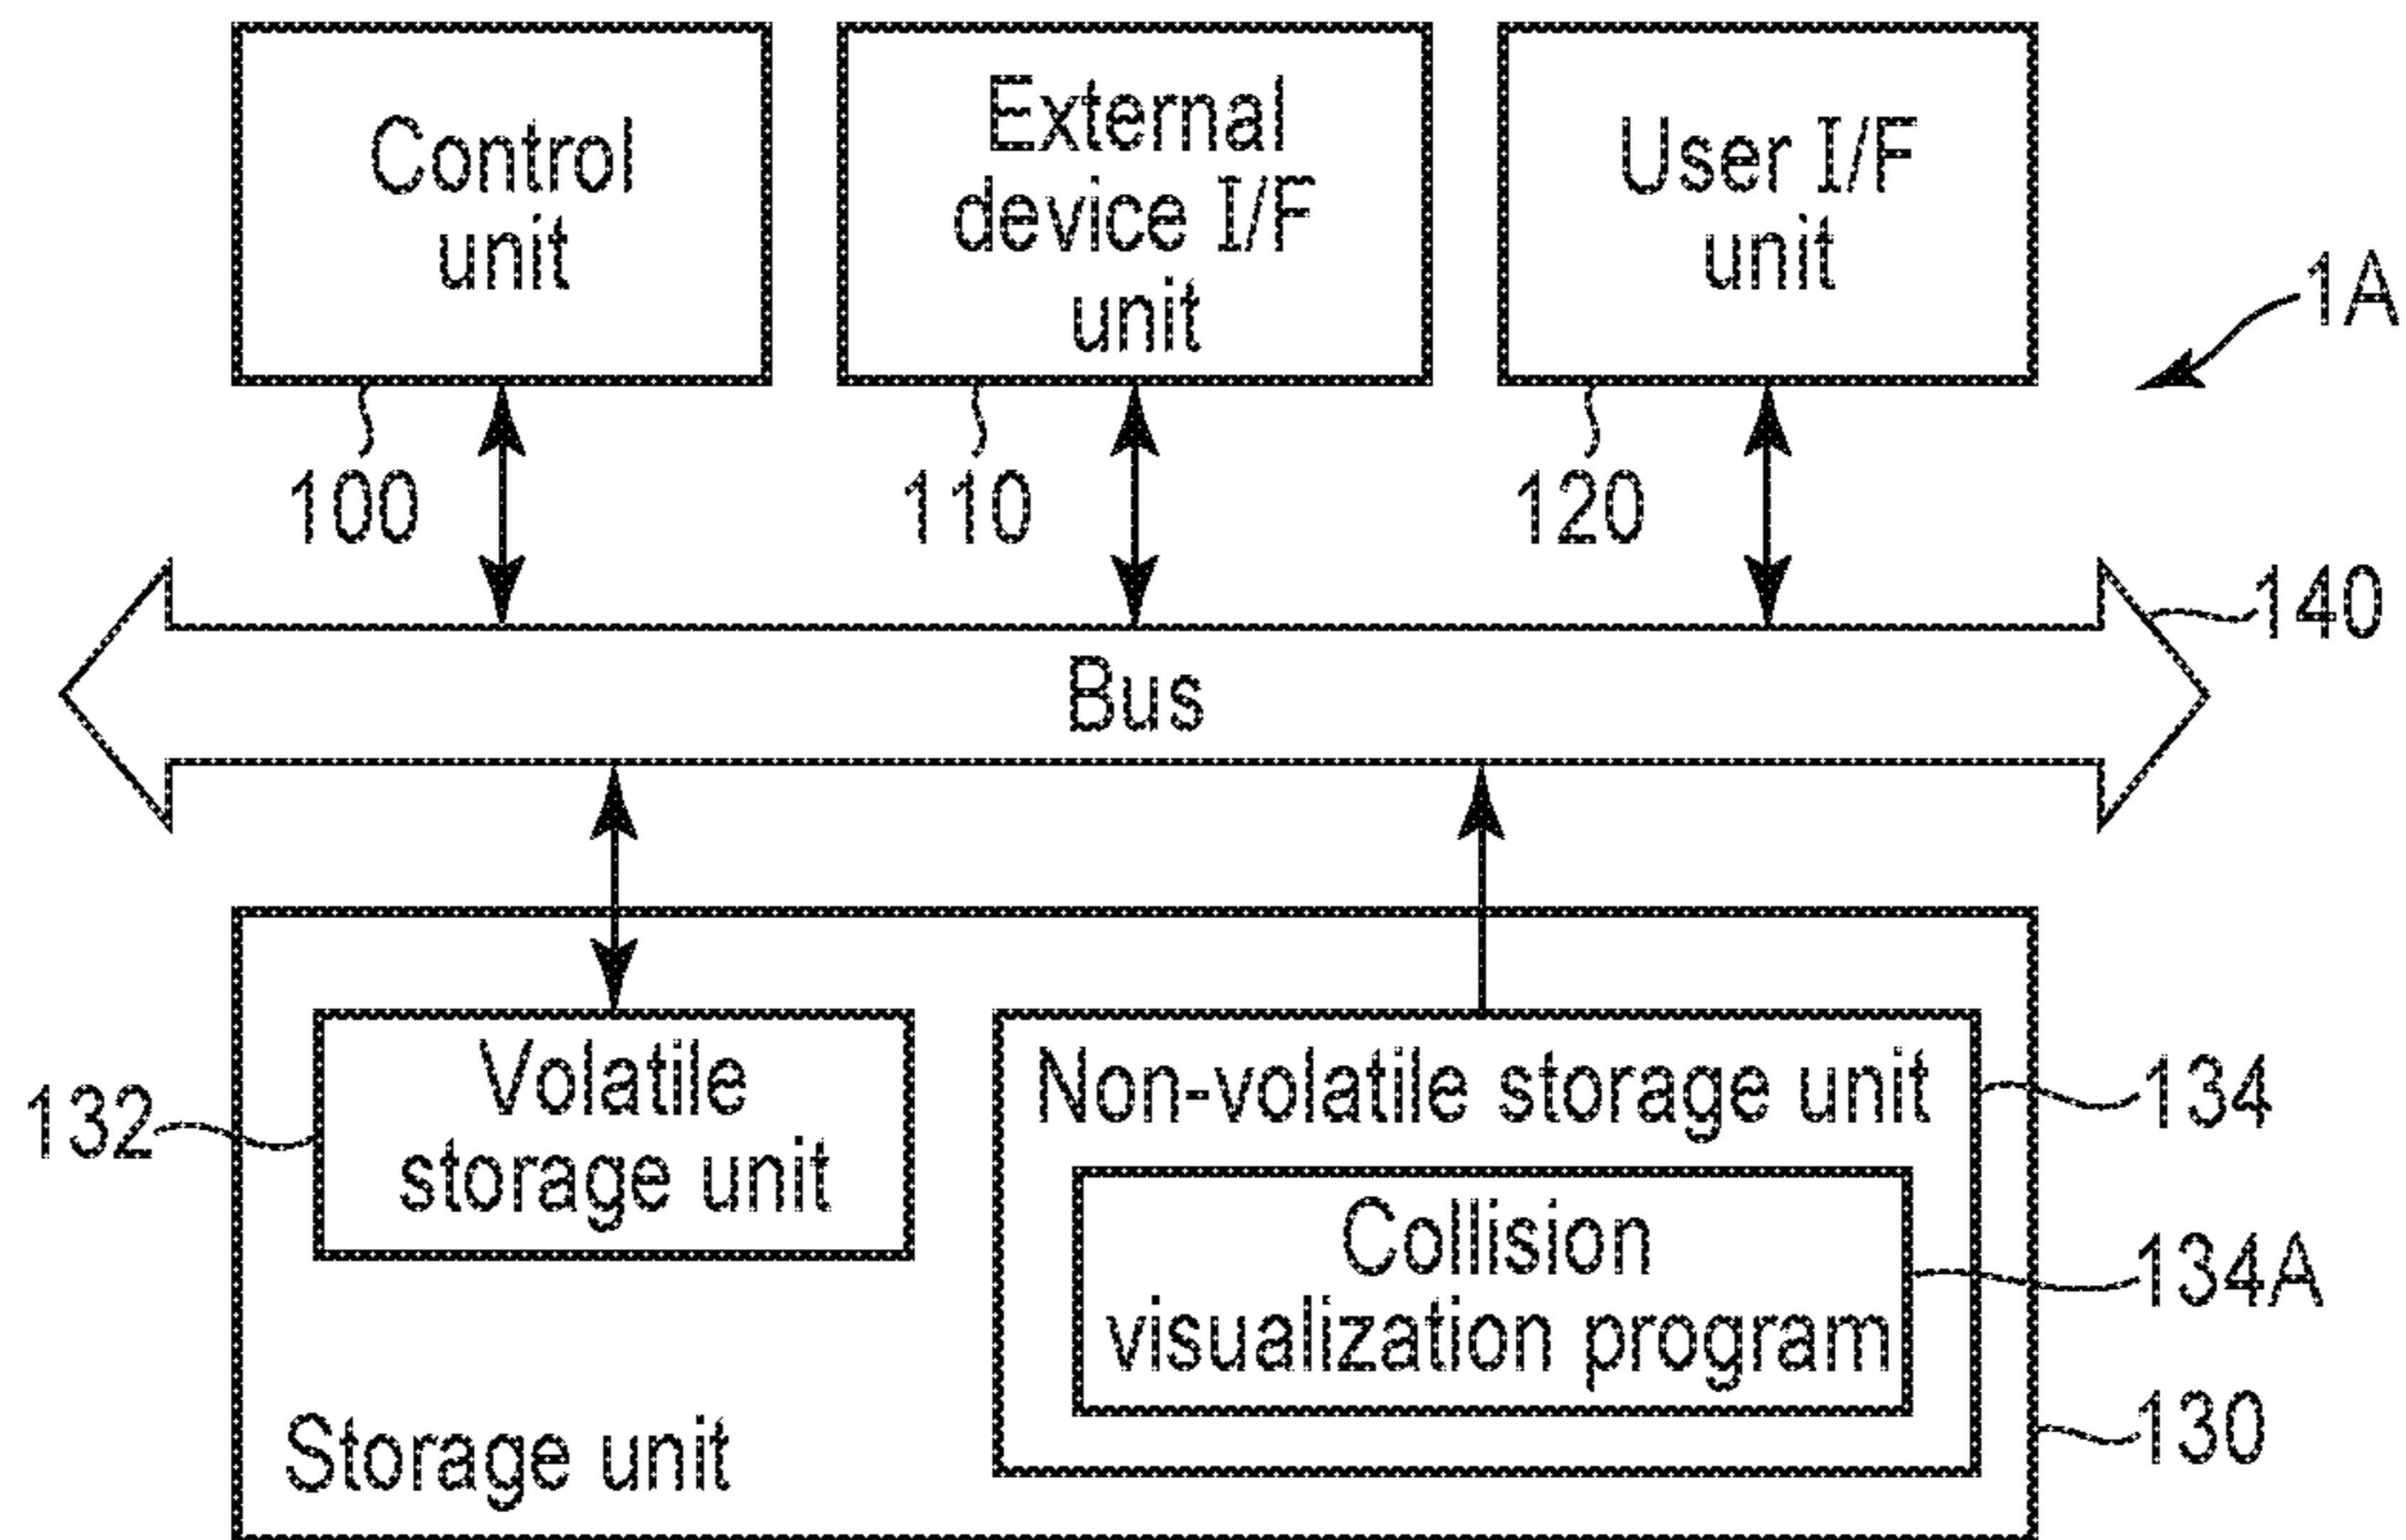 Control
unit
External
device I/F
unit
User I/F
unit
1A
100
110
120
140
Bus
132
Volatile
storage unit
Non-volatile storage unit
134
Collision
visualization program
134A
130
Storage unit